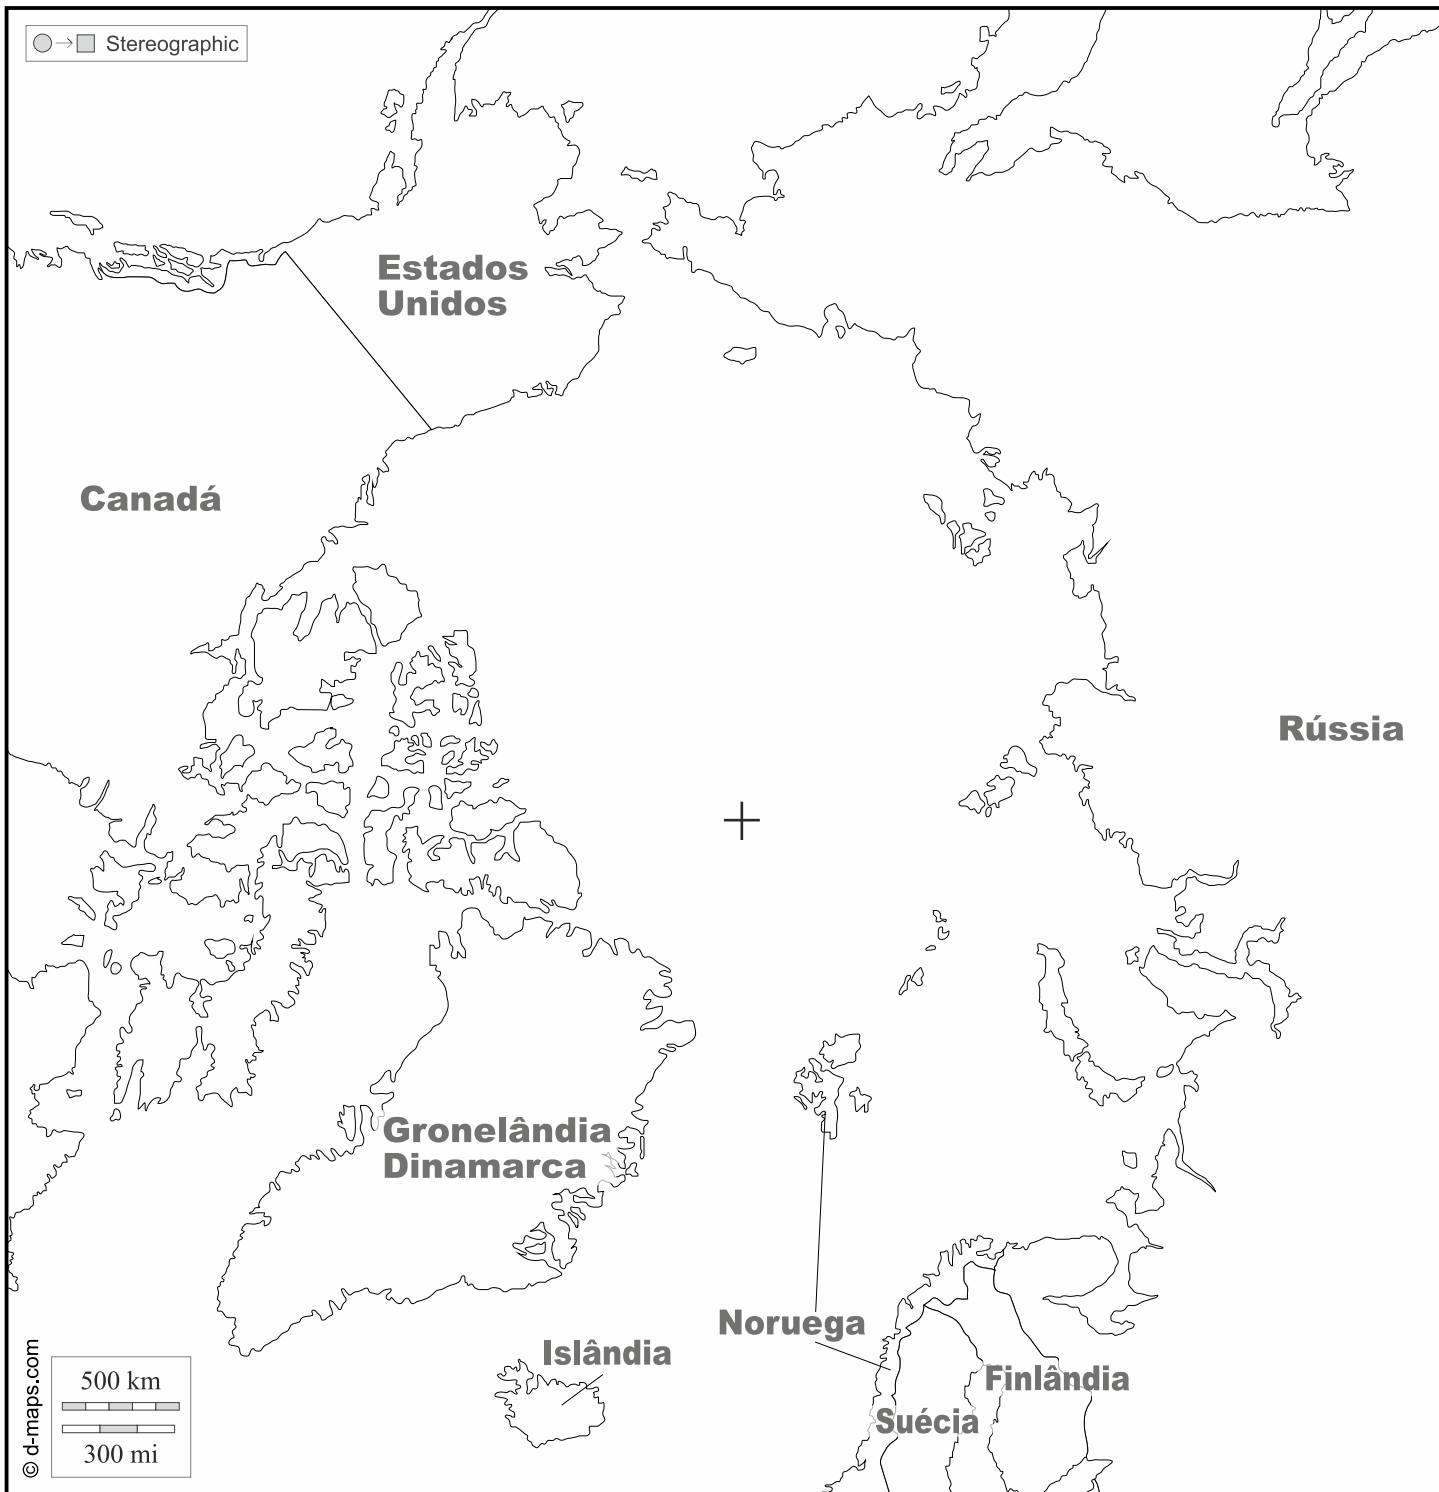 Stereographic
Estados
Unidos
Canadá
Rússia
Gronelândia
Dinamarca
Noruega
Islândia
Finlândia
Suécia
500 km
300 mi
© d-maps.com